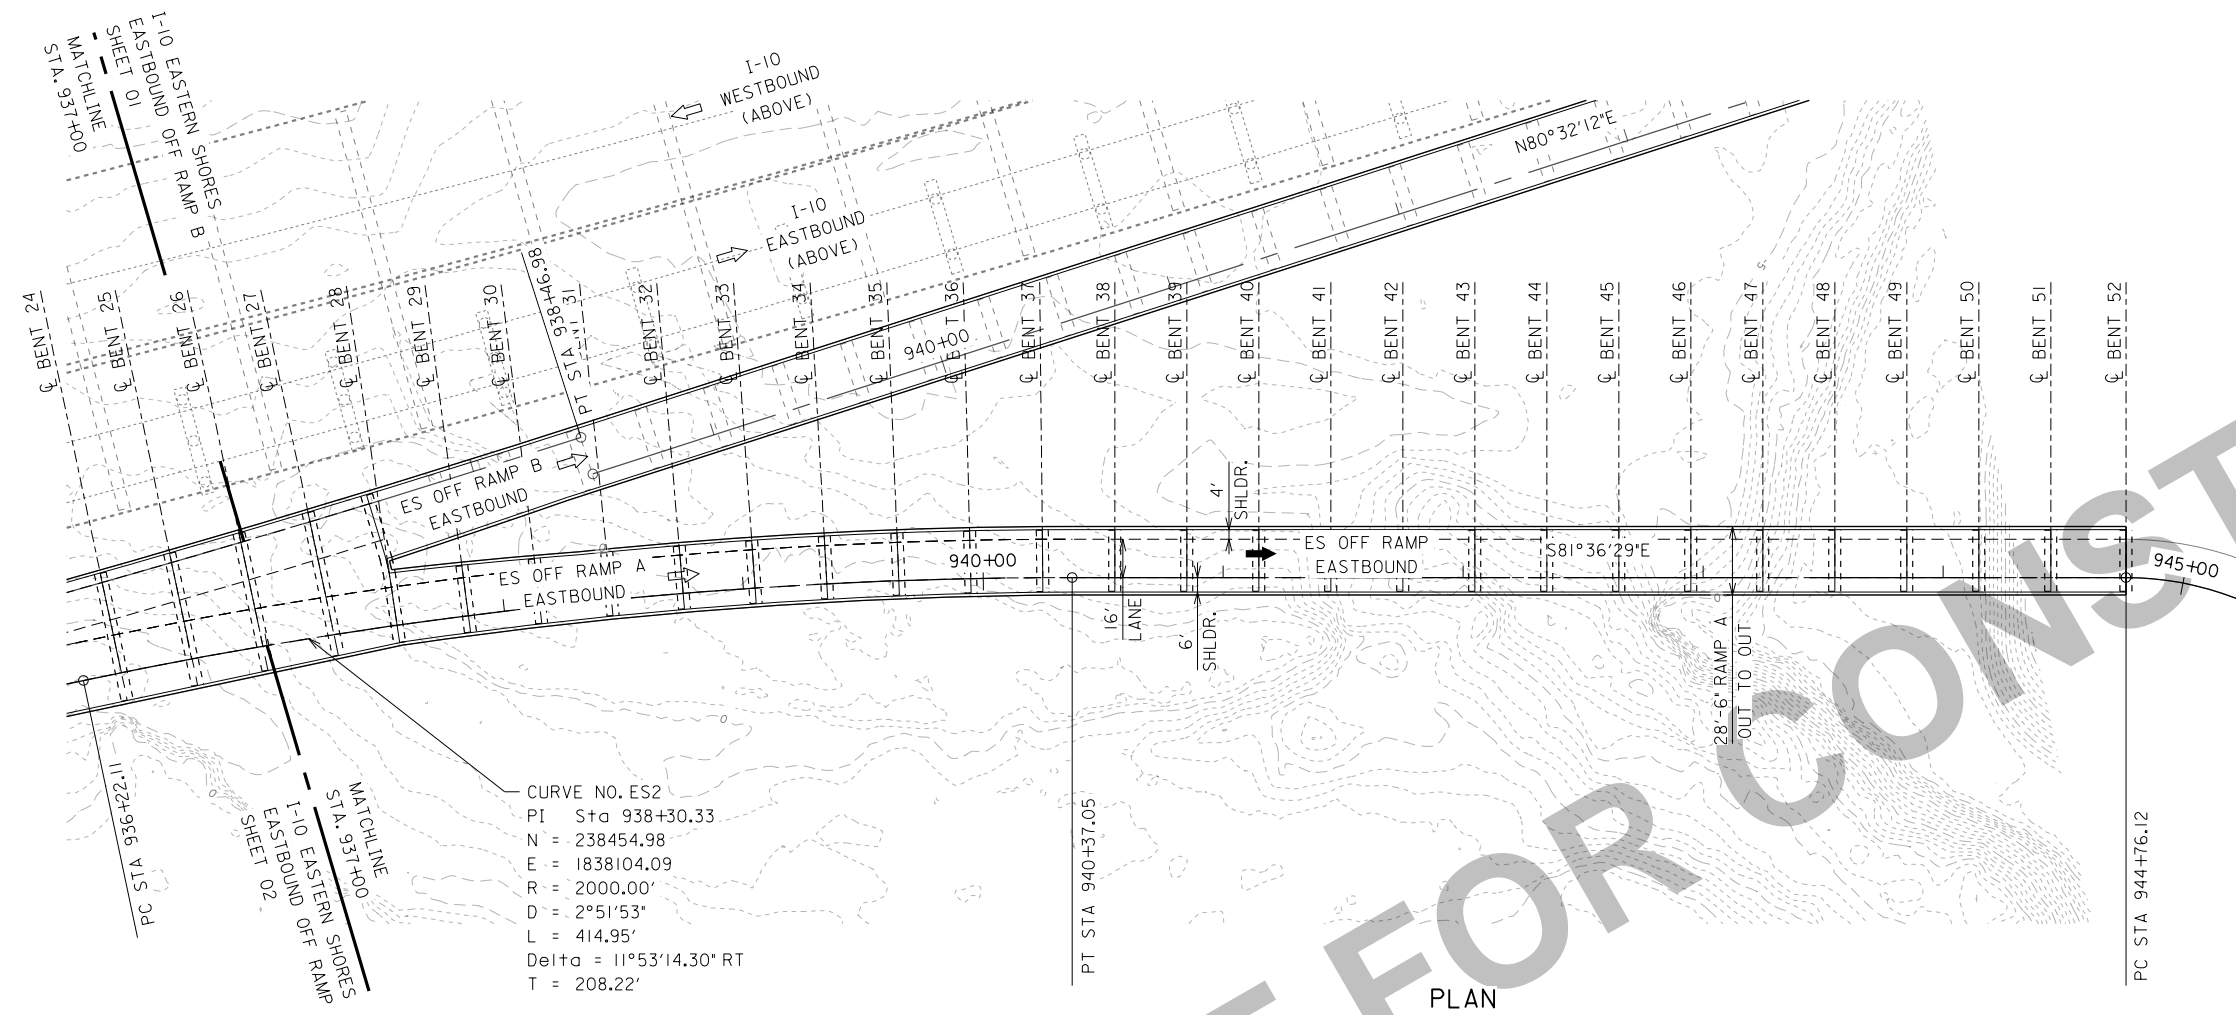 I-10 EASTERN SHORES
EASTBOUND OFF RAMP B
SHEET 01
MATCHLINE
STA. 937+00
I-10
WESTBOUND
(ABOVE)
I-10
EASTBOUND
(ABOVE)
N80°32'12"E
PT STA 938+46.98
940+00
℄ BENT 24
℄ BENT 25
℄ BENT 26
℄ BENT 27
℄ BENT 28
℄ BENT 29
℄ BENT 30
31
℄ BENT 32
℄ BENT 33
℄ BENT 34
℄ BENT 35
℄ BENT 36
℄ BENT 37
℄ BENT 38
℄ BENT 39
℄ BENT 40
℄ BENT 41
℄ BENT 42
℄ BENT 43
℄ BENT 44
℄ BENT 45
℄ BENT 46
℄ BENT 47
℄ BENT 48
℄ BENT 49
℄ BENT 50
℄ BENT 51
℄ BENT 52
5
ES OFF RAMP B
EASTBOUND
ES OFF RAMP A
EASTBOUND
940+00
4'
SHLDR.
16'
LANE
6'
SHLDR.
ES OFF RAMP
EASTBOUND
S81°36'29"E
28'-6" RAMP A
OUT TO OUT
945+00
0
0
0
0
0
PC STA 936+22.11
MATCHLINE
STA. 937+00
I-10 EASTERN SHORES
EASTBOUND OFF RAMP
SHEET 02
CURVE NO. ES2
PI Sta 938+30.33
N = 238454.98
E = 1838104.09
R = 2000.00'
D = 2°51'53"
L = 414.95'
Delta = 11°53'14.30" RT
T = 208.22'
PT STA 940+37.05
PC STA 944+76.12
PLAN
FOR CONST